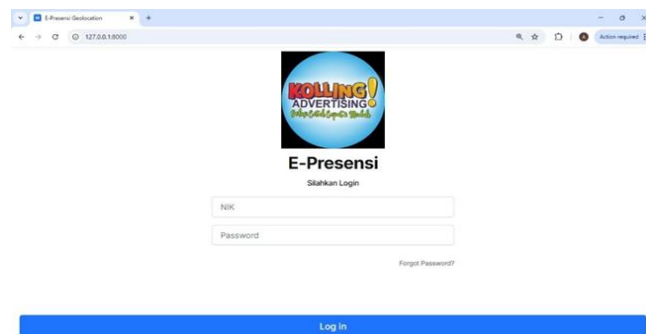 E-Presensi Geolocation
127.0.0.1:8000
Action required
KOLLING!
ADVERTISING
E-Presensi
Silahkan Login
NIK
Password
Forgot Password?
Log in